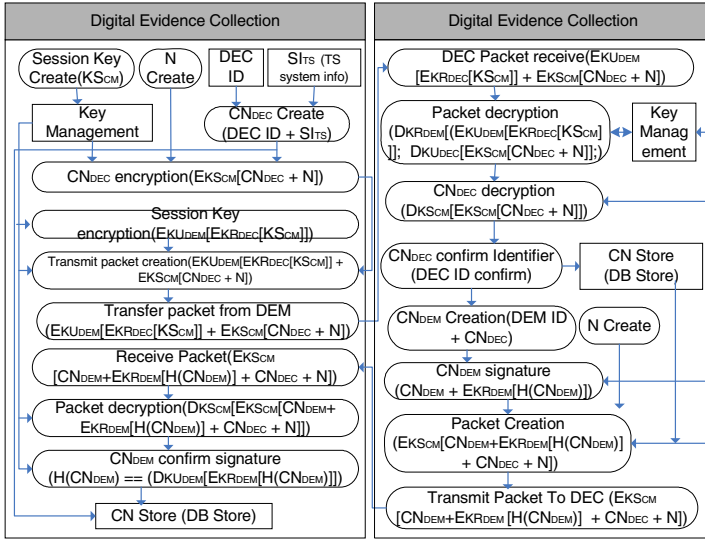 Digital Evidence Collection
Session Key
Create(KSCM)
N
Create
DEC
ID
SITS (TS
system info)
Key
Management
CNDEC Create
(DEC ID + SITS)
CNDEC encryption(EKSCM[CNDEC + N])
Session Key
encryption(EKUDEM[EKRDEC[KSCM]])
Transmit packet creation(EKUDEM[EKRDEC[KSCM]] +
EKSCM[CNDEC + N])
Transfer packet from DEM
(EKUDEM[EKRDEC[KSCM]] + EKSCM[CNDEC + N])
Receive Packet(EKSCM
[CNDEM+EKRDEM[H(CNDEM)] + CNDEC + N])
Packet decryption(DKSCM[EKSCM[CNDEM+
EKRDEM[H(CNDEM)] + CNDEC + N]])
CNDEM confirm signature
(H(CNDEM) == (DKUDEM[EKRDEM[H(CNDEM)]])
CN Store (DB Store)
Digital Evidence Collection
DEC Packet receive(EKUDEM
[EKRDEC[KSCM]] + EKSCM[CNDEC + N])
Packet decryption
(DKRDEM[(EKUDEM[EKRDEC[KSCM]
]]; DKUDEC[EKSCM[CNDEC + N]];)
Key
Manag
ement
CNDEC decryption
(DKSCM[EKSCM[CNDEC + N]])
CNDEC confirm Identifier
(DEC ID confirm)
CN Store
(DB Store)
CNDEM Creation(DEM ID
+ CNDEC)
N Create
CNDEM signature
(CNDEM + EKRDEM[H(CNDEM)])
Packet Creation
(EKSCM[CNDEM+EKRDEM[H(CNDEM)]
+ CNDEC + N])
Transmit Packet To DEC (EKSCM
[CNDEM+EKRDEM[H(CNDEM)] + CNDEC + N])